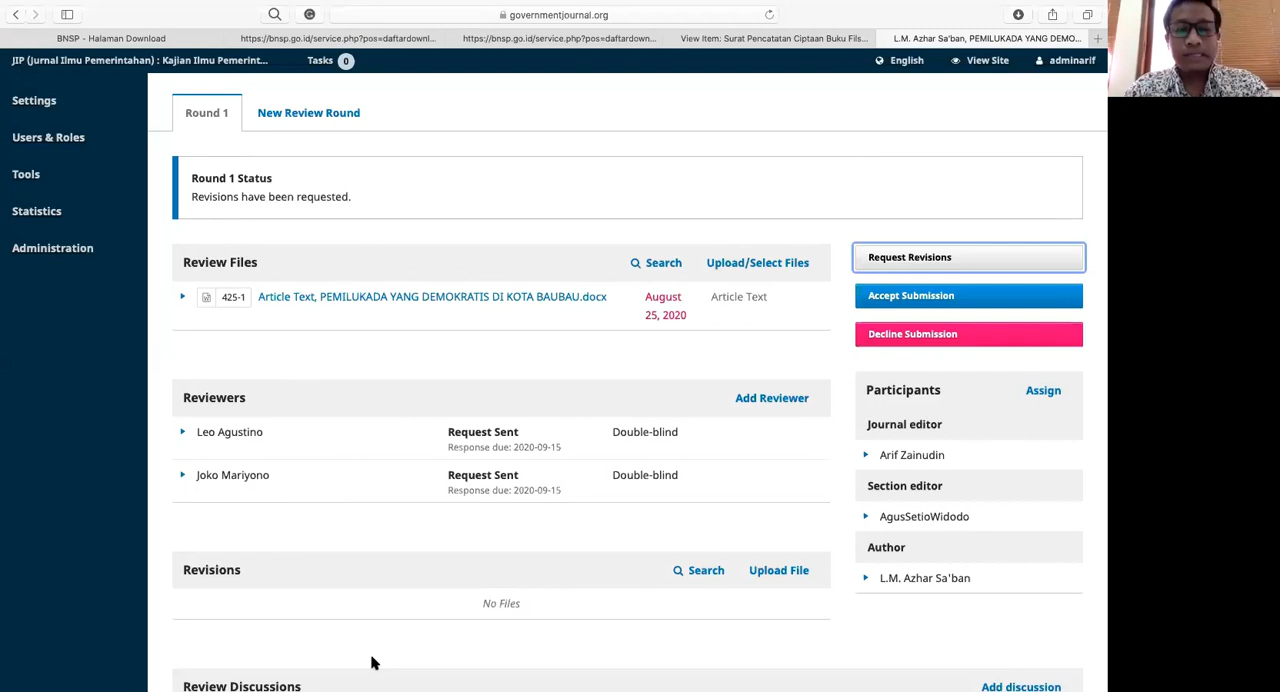 governmentjournal.org
BNSP - Halaman Download
https://bnsp.go.id/service.php?pos=daftardownl...
https://bnsp.go.id/service.php?pos=daftardown...
View Item: Surat Pencatatan Ciptaan Buku Fils...
L.M. Azhar Sa'ban, PEMILUKADA YANG DEMO...
JIP (Jurnal Ilmu Pemerintahan) : Kajian Ilmu Pemerint...
Tasks 0
English
View Site
adminarif
Settings
Users & Roles
Tools
Statistics
Administration
Round 1
New Review Round
Round 1 Status
Revisions have been requested.
Review Files
Search
Upload/Select Files
425-1
Article Text, PEMILUKADA YANG DEMOKRATIS DI KOTA BAUBAU.docx
August
25, 2020
Article Text
Reviewers
Add Reviewer
Leo Agustino
Request Sent
Response due: 2020-09-15
Double-blind
Joko Mariyono
Request Sent
Response due: 2020-09-15
Double-blind
Revisions
Search
Upload File
No Files
Review Discussions
Add discussion
Request Revisions
Accept Submission
Decline Submission
Participants
Assign
Journal editor
Arif Zainudin
Section editor
AgusSetioWidodo
Author
L.M. Azhar Sa'ban